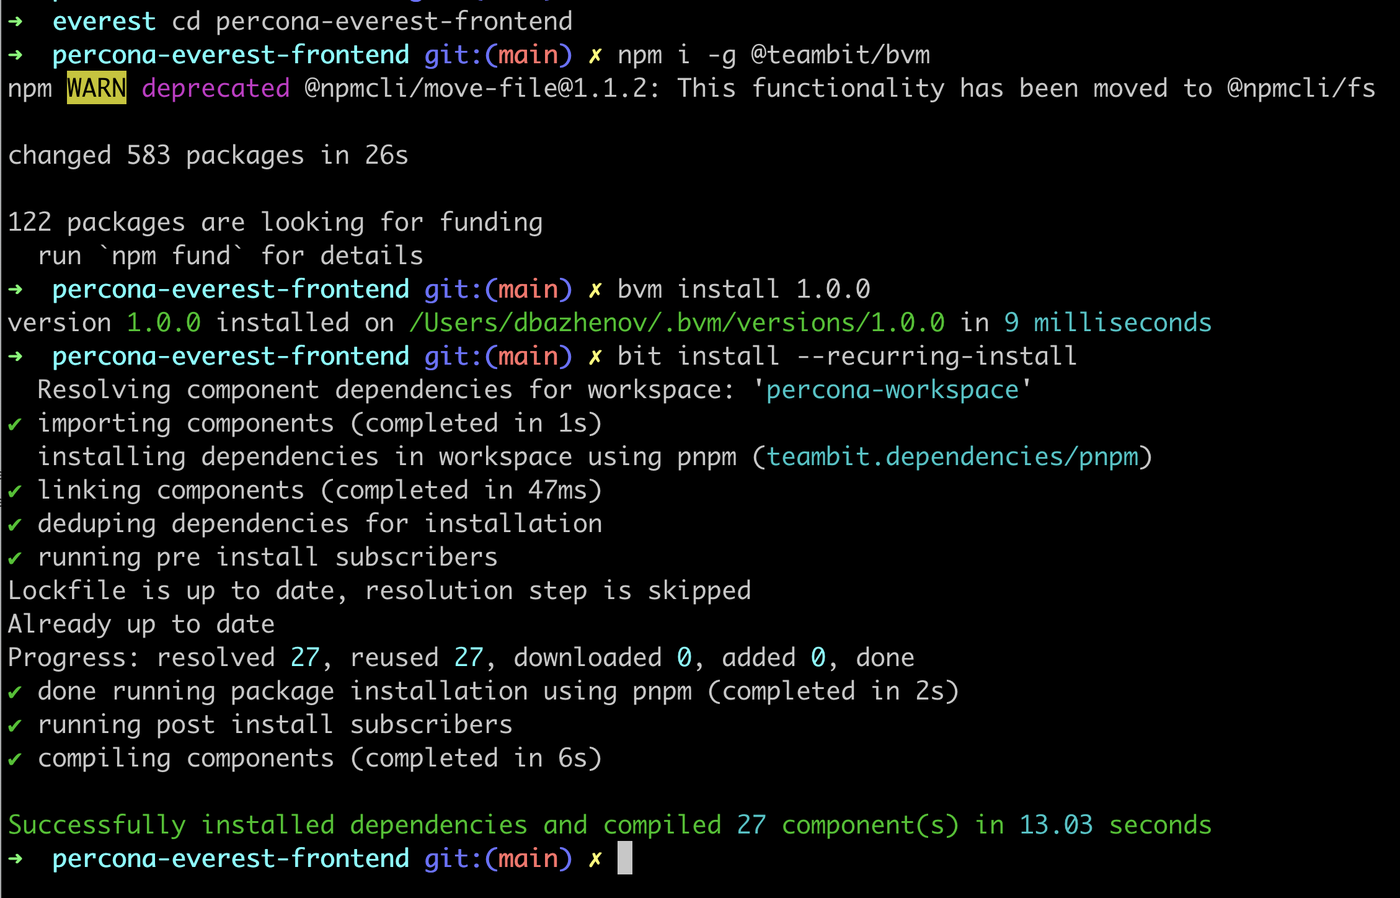 ➜  everest cd percona-everest-frontend
➜  percona-everest-frontend git:(main) ✗ npm i -g @teambit/bvm
npm WARN deprecated @npmcli/move-file@1.1.2: This functionality has been moved to @npmcli/fs

changed 583 packages in 26s

122 packages are looking for funding
  run `npm fund` for details
➜  percona-everest-frontend git:(main) ✗ bvm install 1.0.0
version 1.0.0 installed on /Users/dbazhenov/.bvm/versions/1.0.0 in 9 milliseconds
➜  percona-everest-frontend git:(main) ✗ bit install --recurring-install
  Resolving component dependencies for workspace: 'percona-workspace'
✔ importing components (completed in 1s)
  installing dependencies in workspace using pnpm (teambit.dependencies/pnpm)
✔ linking components (completed in 47ms)
✔ deduping dependencies for installation
✔ running pre install subscribers
Lockfile is up to date, resolution step is skipped
Already up to date
Progress: resolved 27, reused 27, downloaded 0, added 0, done
✔ done running package installation using pnpm (completed in 2s)
✔ running post install subscribers
✔ compiling components (completed in 6s)

Successfully installed dependencies and compiled 27 component(s) in 13.03 seconds
➜  percona-everest-frontend git:(main) ✗